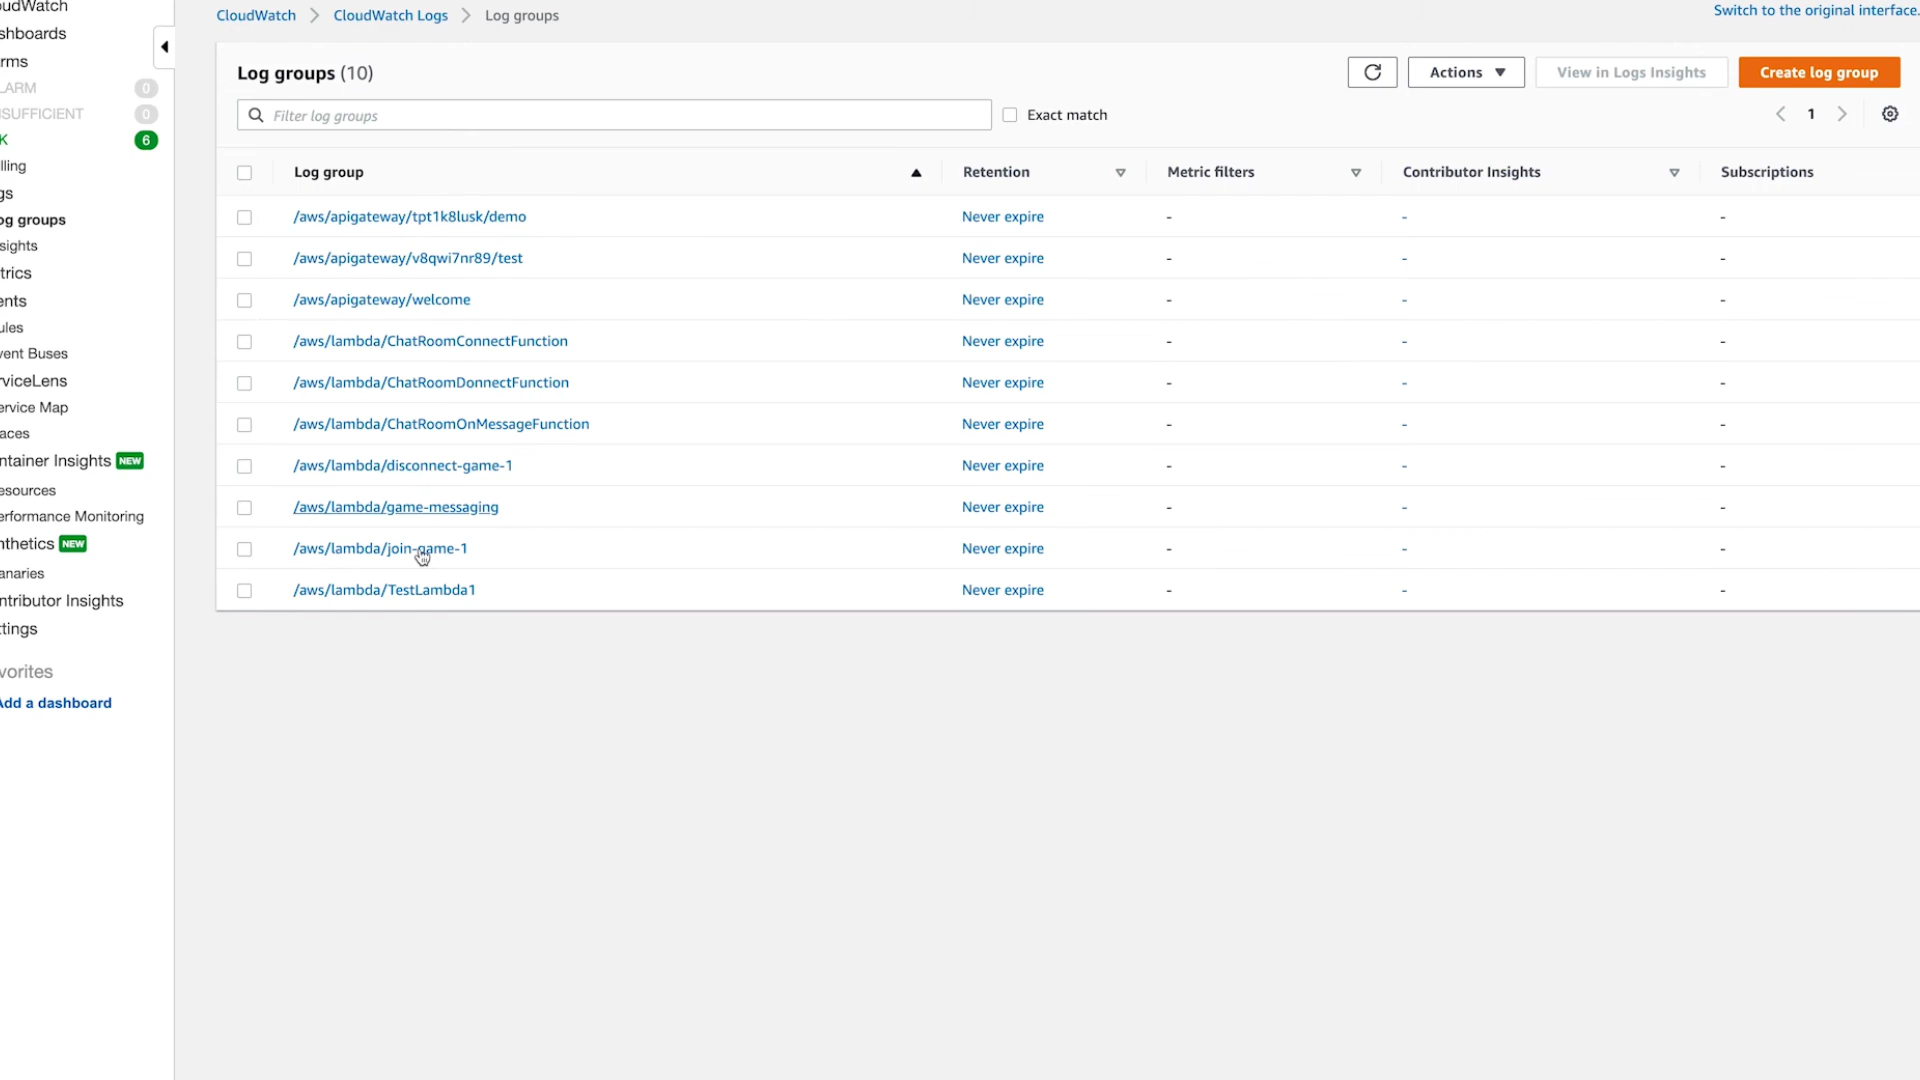 oudWatch
shboards
rms
LARM 0
NSUFFICIENT 0
K 6
lling
gs
og groups
sights
trics
ents
ules
vent Buses
rviceLens
ervice Map
aces
ntainer Insights NEW
esources
erformance Monitoring
nthetics NEW
anaries
ntributor Insights
ttings
vorites
Add a dashboard
CloudWatch > CloudWatch Logs > Log groups
Switch to the original interface.
Log groups (10)
Actions
View in Logs Insights
Create log group
Filter log groups
Exact match
1
Log group Retention Metric filters Contributor Insights Subscriptions
/aws/apigateway/tpt1k8lusk/demo Never expire - - -
/aws/apigateway/v8qwi7nr89/test Never expire - - -
/aws/apigateway/welcome Never expire - - -
/aws/lambda/ChatRoomConnectFunction Never expire - - -
/aws/lambda/ChatRoomDonnectFunction Never expire - - -
/aws/lambda/ChatRoomOnMessageFunction Never expire - - -
/aws/lambda/disconnect-game-1 Never expire - - -
/aws/lambda/game-messaging Never expire - - -
/aws/lambda/join-game-1 Never expire - - -
/aws/lambda/TestLambda1 Never expire - - -